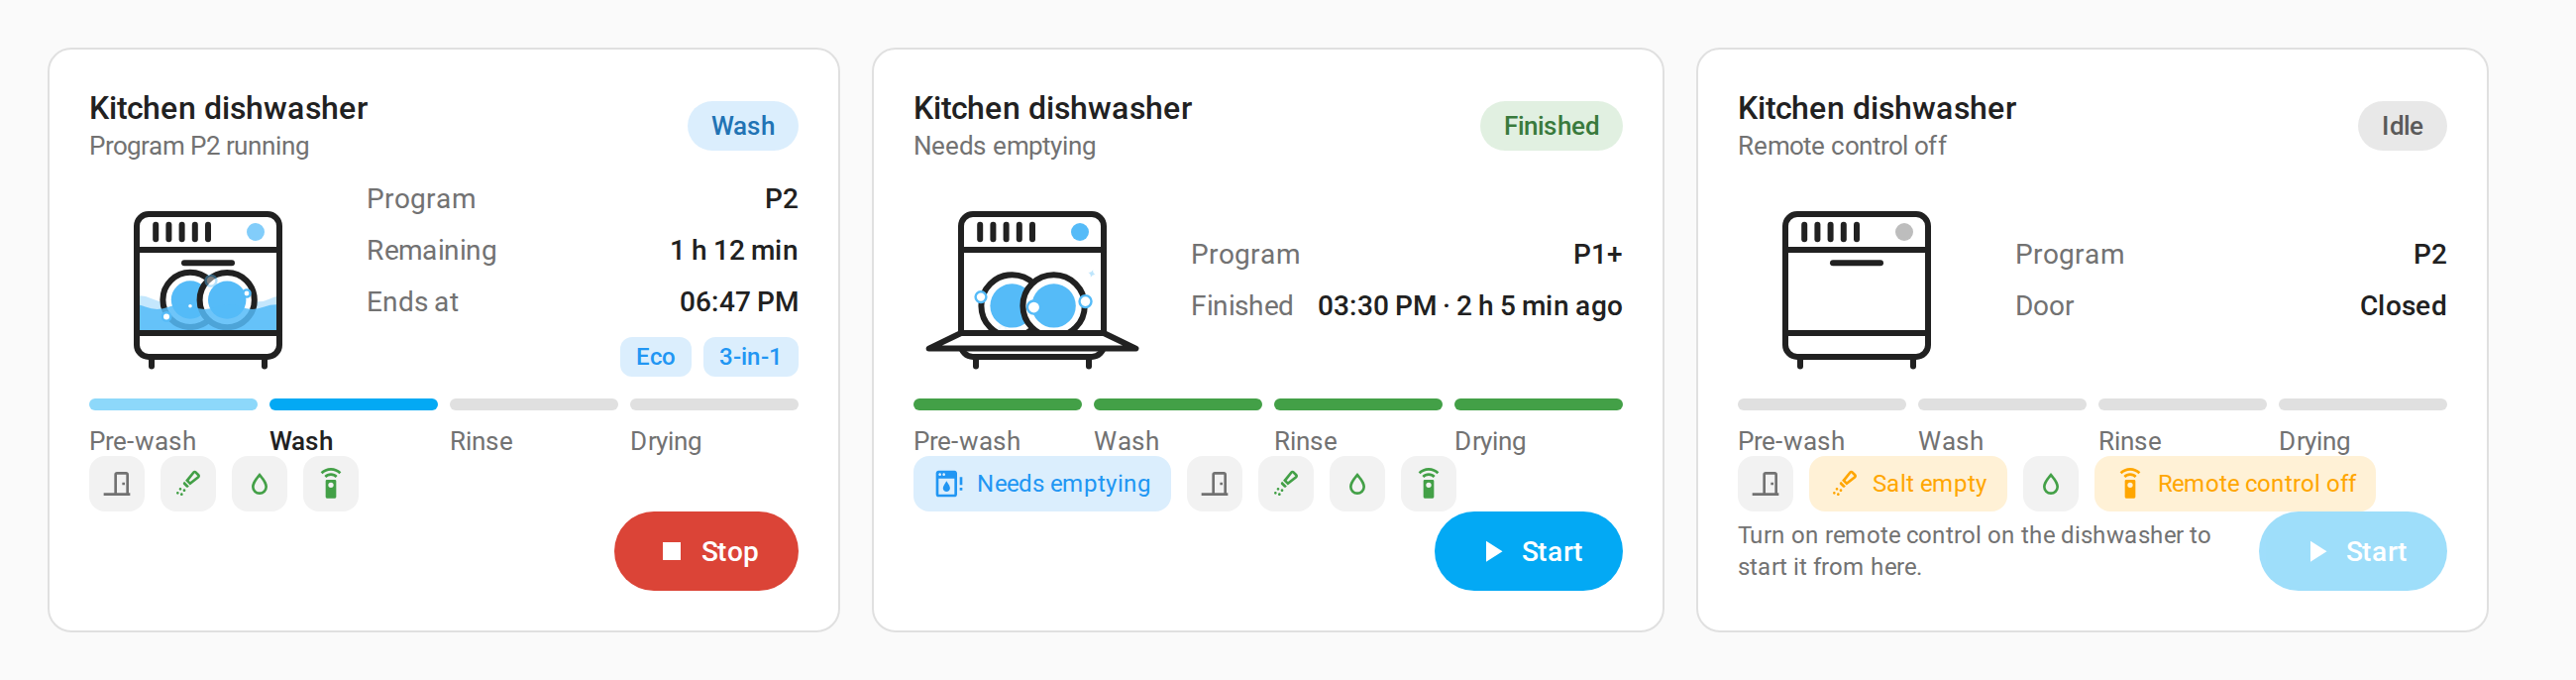 Kitchen dishwasher
Program P2 running
Wash
Program P2
Remaining 1 h 12 min
Ends at 06:47 PM
Eco 3-in-1
Pre-wash Wash Rinse Drying
Stop
Kitchen dishwasher
Needs emptying
Finished
Program P1+
Finished 03:30 PM · 2 h 5 min ago
Pre-wash Wash Rinse Drying
Needs emptying
Start
Kitchen dishwasher
Remote control off
Idle
Program P2
Door Closed
Pre-wash Wash Rinse Drying
Salt empty Remote control off
Turn on remote control on the dishwasher to
start it from here.
Start